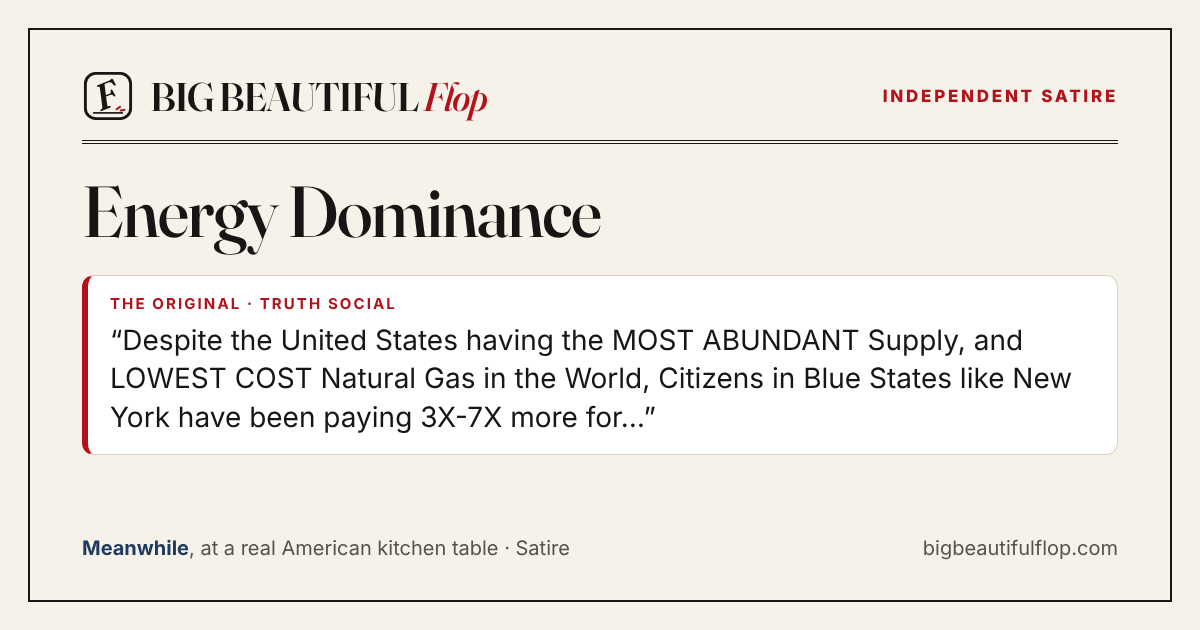 F
BIG BEAUTIFUL Flop
INDEPENDENT SATIRE
Energy Dominance
THE ORIGINAL · TRUTH SOCIAL
“Despite the United States having the MOST ABUNDANT Supply, and
LOWEST COST Natural Gas in the World, Citizens in Blue States like New
York have been paying 3X-7X more for...”
Meanwhile, at a real American kitchen table · Satire
bigbeautifulflop.com